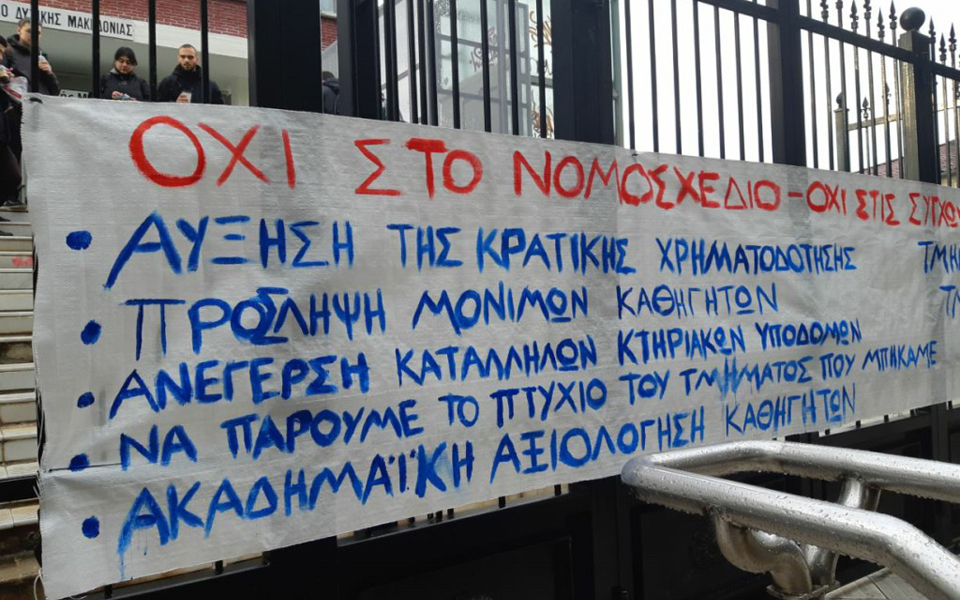 Ο ΔΥΤΙΚΗΣ ΜΑΚΕΔΟΝΙΑΣ
ΟΧΙ ΣΤΟ ΝΟΜΟΣΧΕΔΙΟ - ΟΧΙ ΣΤΙΣ
• ΑΥΞΗΣΗ ΤΗΣ ΚΡΑΤΙΚΗΣ ΧΡΗΜΑΤΟΔΟΤΗΣΗΣ
• ΠΡΟΣΛΗΨΗ ΜΟΝΙΜΩΝ ΚΑΘΗΓΗΤΩΝ
• ΑΝΕΓΕΡΣΗ ΚΑΤΑΛΛΗΛΩΝ ΚΤΗΡΙΑΚΩΝ ΥΠΟΔΟΜΩΝ
• ΝΑ ΠΑΡΟΥΜΕ ΤΟ ΠΤΥΧΙΟ ΤΟΥ ΤΜΗΜΑΤΟΣ ΠΟΥ ΜΠΗΚΑΜΕ
• ΑΚΑΔΗΜΑΪΚΗ ΑΞΙΟΛΟΓΗΣΗ ΚΑΘΗΓΗΤΩΝ